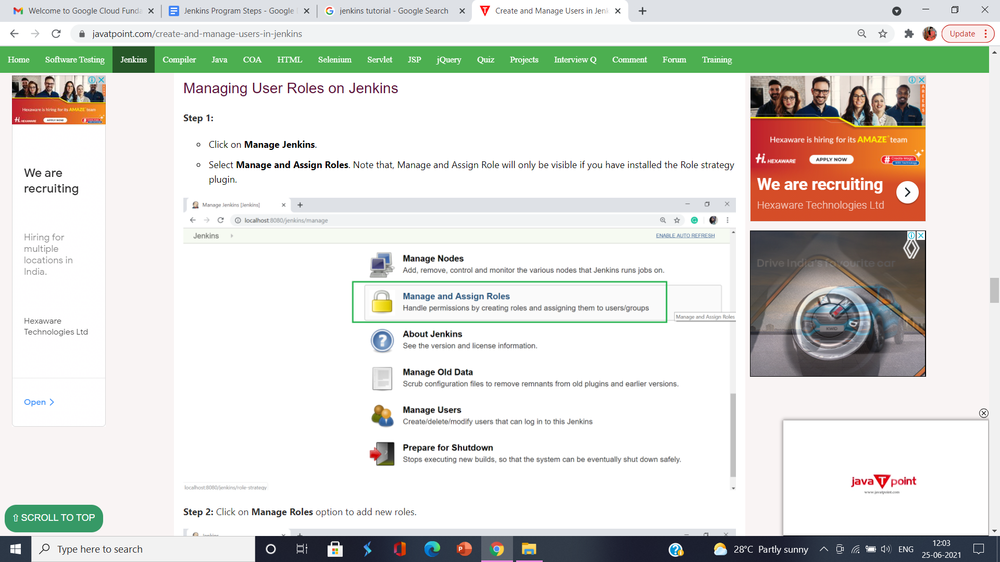 Welcome to Google Cloud Funda
Jenkins Program Steps - Google
jenkins tutorial - Google Search
Create and Manage Users in Jenk
javatpoint.com/create-and-manage-users-in-jenkins
Update
Home Software Testing Jenkins Compiler Java COA HTML Selenium Servlet JSP jQuery Quiz Projects Interview Q Comment Forum Training
Hexaware is hiring for its AMAZE team
HEXAWARE APPLY NOW
We are
recruiting
Hiring for
multiple
locations in
India.
Hexaware
Technologies Ltd
Open
Managing User Roles on Jenkins
Step 1:
Click on Manage Jenkins.
Select Manage and Assign Roles. Note that, Manage and Assign Role will only be visible if you have installed the Role strategy
plugin.
Manage Jenkins [Jenkins]
localhost:8080/jenkins/manage
Jenkins
ENABLE AUTO REFRESH
Manage Nodes
Add, remove, control and monitor the various nodes that Jenkins runs jobs on.
Manage and Assign Roles
Handle permissions by creating roles and assigning them to users/groups
Manage and Assign Roles
About Jenkins
See the version and license information.
Manage Old Data
Scrub configuration files to remove remnants from old plugins and earlier versions.
Manage Users
Create/delete/modify users that can log in to this Jenkins
Prepare for Shutdown
Stops executing new builds, so that the system can be eventually shut down safely.
localhost:8080/jenkins/role-strategy
Step 2: Click on Manage Roles option to add new roles.
Jenkins
Hexaware is hiring for its AMAZE team
HEXAWARE APPLY NOW # Create Magic
With Technology
We are recruiting
Hexaware Technologies Ltd
Drive India's favourite car
KWID
java T point
www.javatpoint.com
⇧ SCROLL TO TOP
Type here to search
28°C Partly sunny
ENG
12:03
25-06-2021